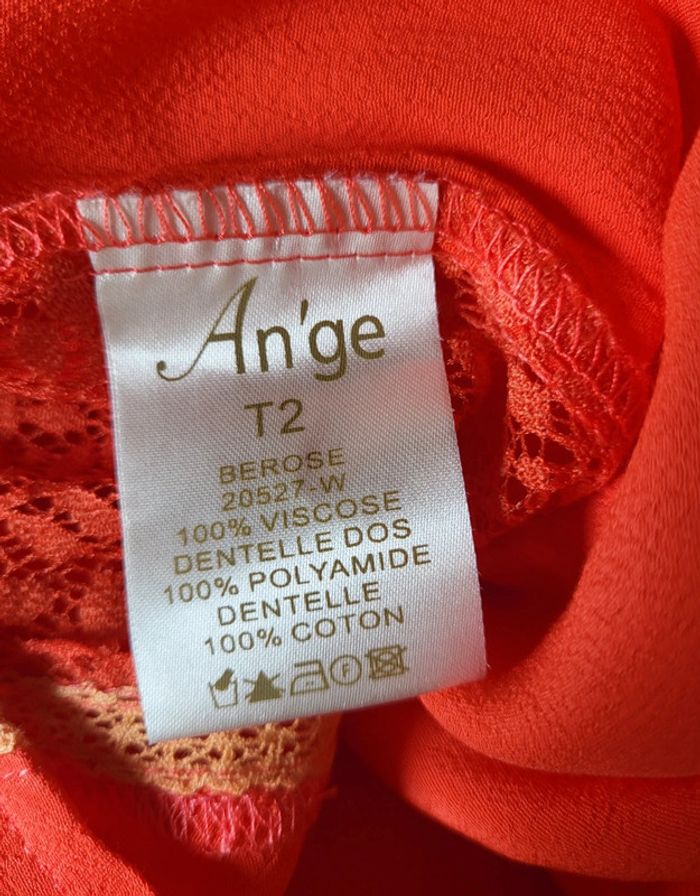 An'ge
T2
BEROSE
20527-W
100% VISCOSE
DENTELLE DOS
100% POLYAMIDE
DENTELLE
100% COTON
F